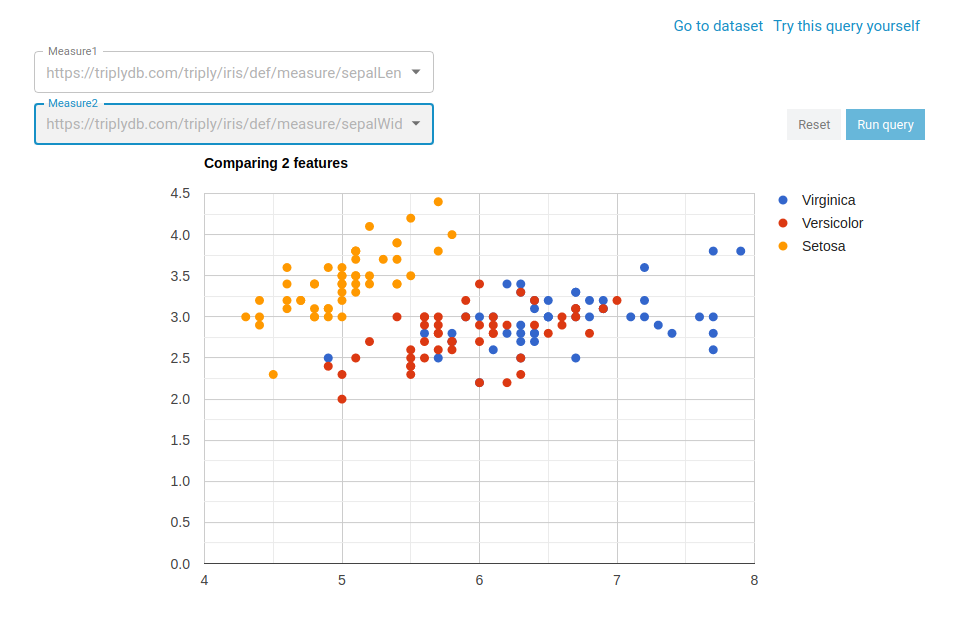 Go to dataset Try this query yourself
Measure1
https://triplydb.com/triply/iris/def/measure/sepalLen
Measure2
https://triplydb.com/triply/iris/def/measure/sepalWid
Reset Run query
Comparing 2 features
4.5
4.0
3.5
3.0
2.5
2.0
1.5
1.0
0.5
0.0
4 5 6 7 8
Virginica
Versicolor
Setosa